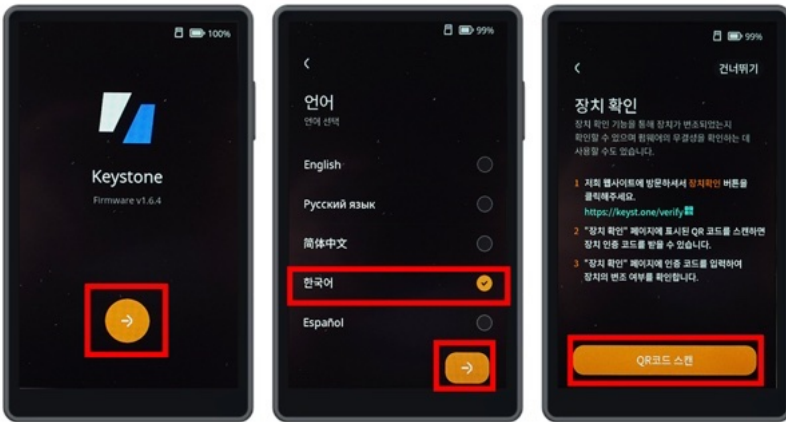 100%
Keystone
Firmware v1.6.4
99%
언어
언어 선택
English
Русский язык
简体中文
한국어
Español
99%
건너뛰기
장치 확인
장치 확인 기능을 통해 장치가 변조되었는지
확인할 수 있으며 펌웨어의 무결성을 확인하는 데
사용할 수도 있습니다.
1 저희 웹사이트에 방문하셔서 장치확인 버튼을
클릭해주세요.
https://keyst.one/verify
2 "장치 확인" 페이지에 표시된 QR 코드를 스캔하면
장치 인증 코드를 받을 수 있습니다.
3 "장치 확인" 페이지에 인증 코드를 입력하여
장치의 변조 여부를 확인합니다.
QR코드 스캔